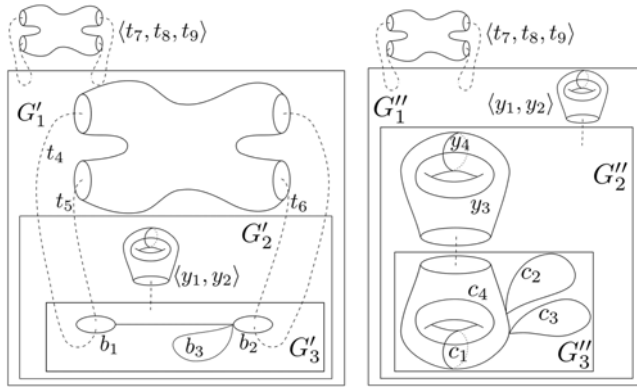 ⟨t₇, t₈, t₉⟩
G′₁
t₄
t₅
t₆
G′₂
⟨y₁, y₂⟩
b₁
b₃
b₂
G′₃
⟨t₇, t₈, t₉⟩
G″₁
⟨y₁, y₂⟩
y₄
G″₂
y₃
c₂
c₄
c₃
c₁
G″₃